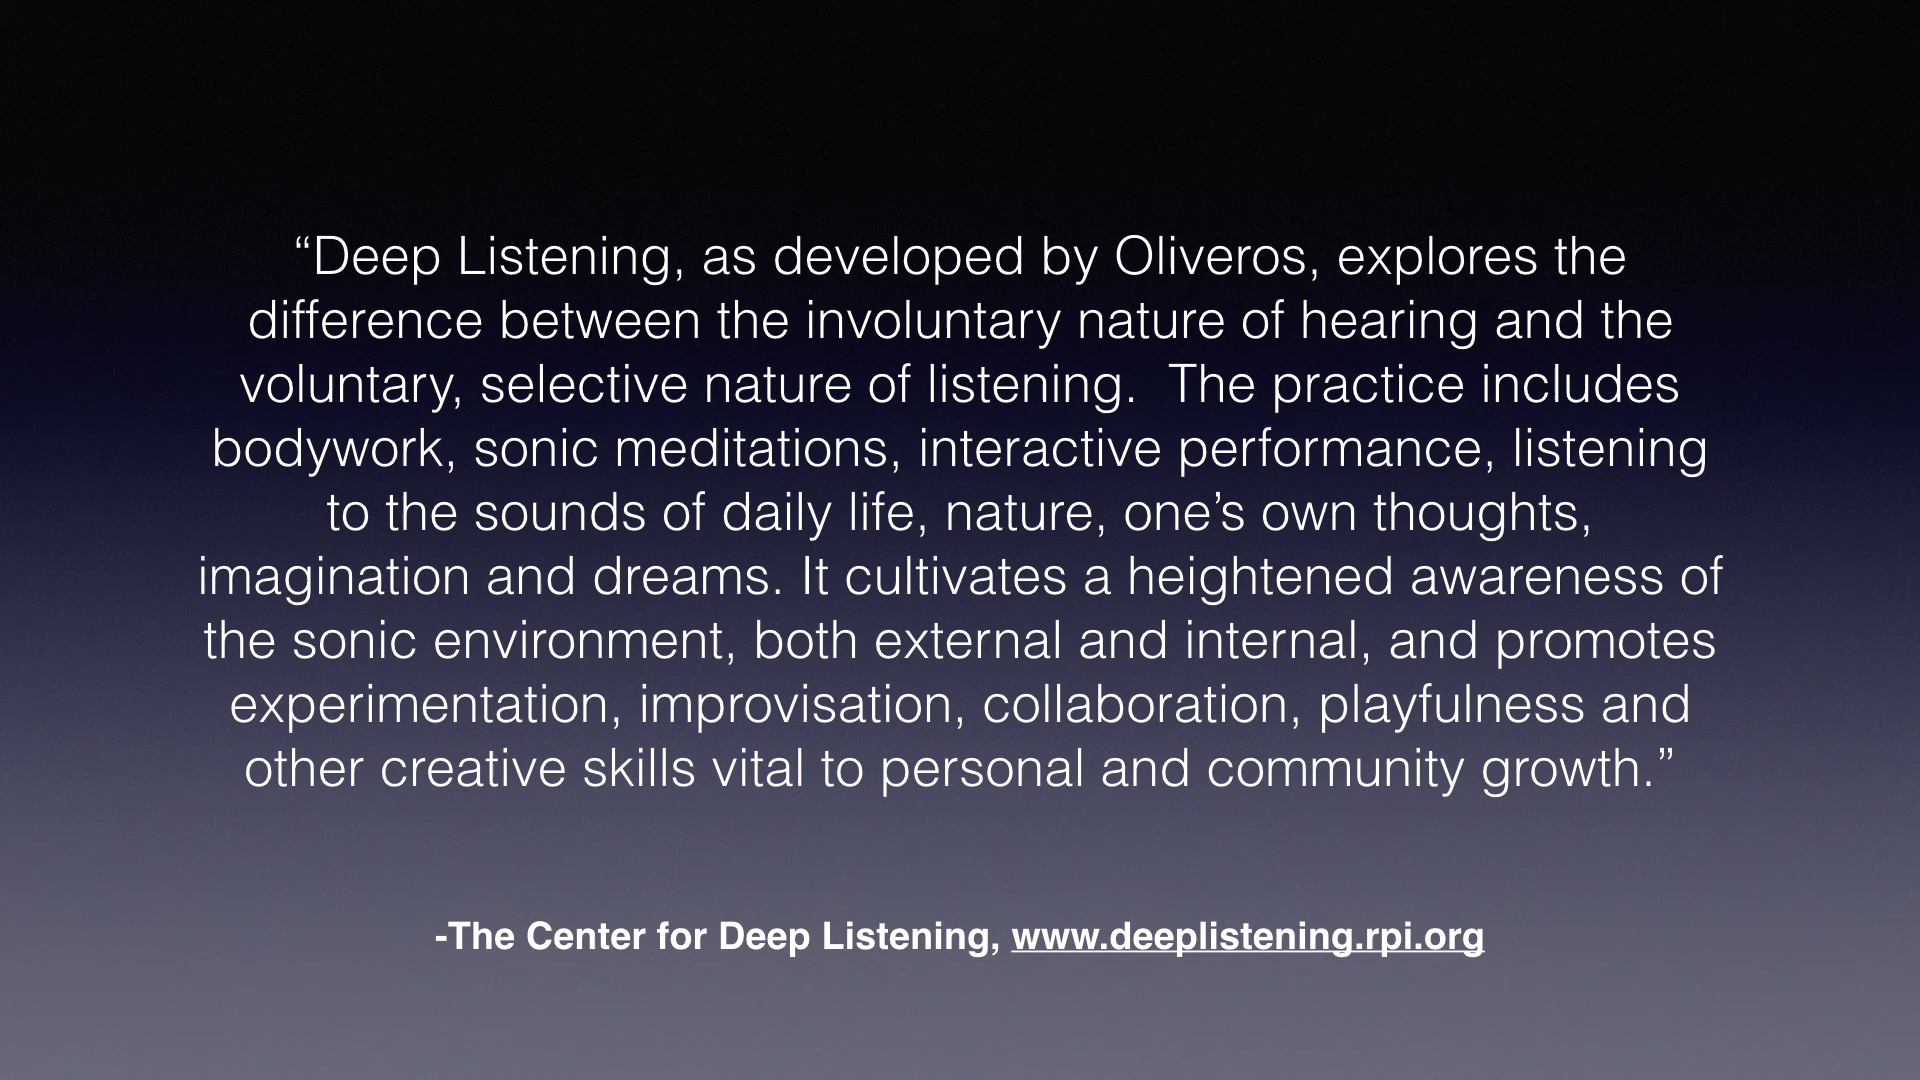 “Deep Listening, as developed by Oliveros, explores the
difference between the involuntary nature of hearing and the
voluntary, selective nature of listening.  The practice includes
bodywork, sonic meditations, interactive performance, listening
to the sounds of daily life, nature, one’s own thoughts,
imagination and dreams. It cultivates a heightened awareness of
the sonic environment, both external and internal, and promotes
experimentation, improvisation, collaboration, playfulness and
other creative skills vital to personal and community growth.”
-The Center for Deep Listening, www.deeplistening.rpi.org